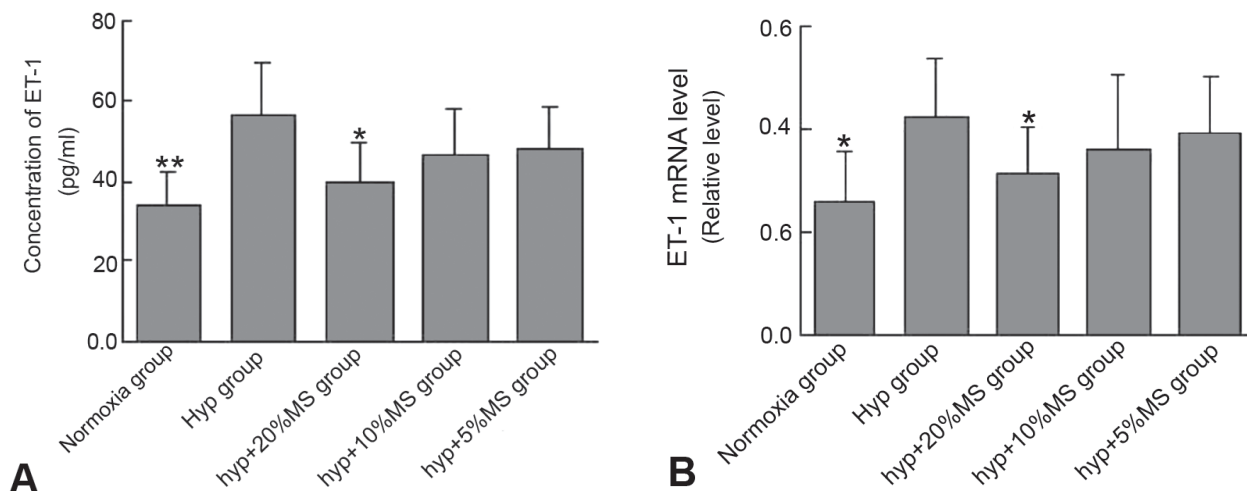 Concentration of ET-1
(pg/ml)
80
60
40
20
0.0
**
*
Normoxia group
Hyp group
hyp+20%MS group
hyp+10%MS group
hyp+5%MS group
A
ET-1 mRNA level
(Relative level)
0.6
0.4
0.6
0.0
*
*
Normoxia group
Hyp group
hyp+20%MS group
hyp+10%MS group
hyp+5%MS group
B